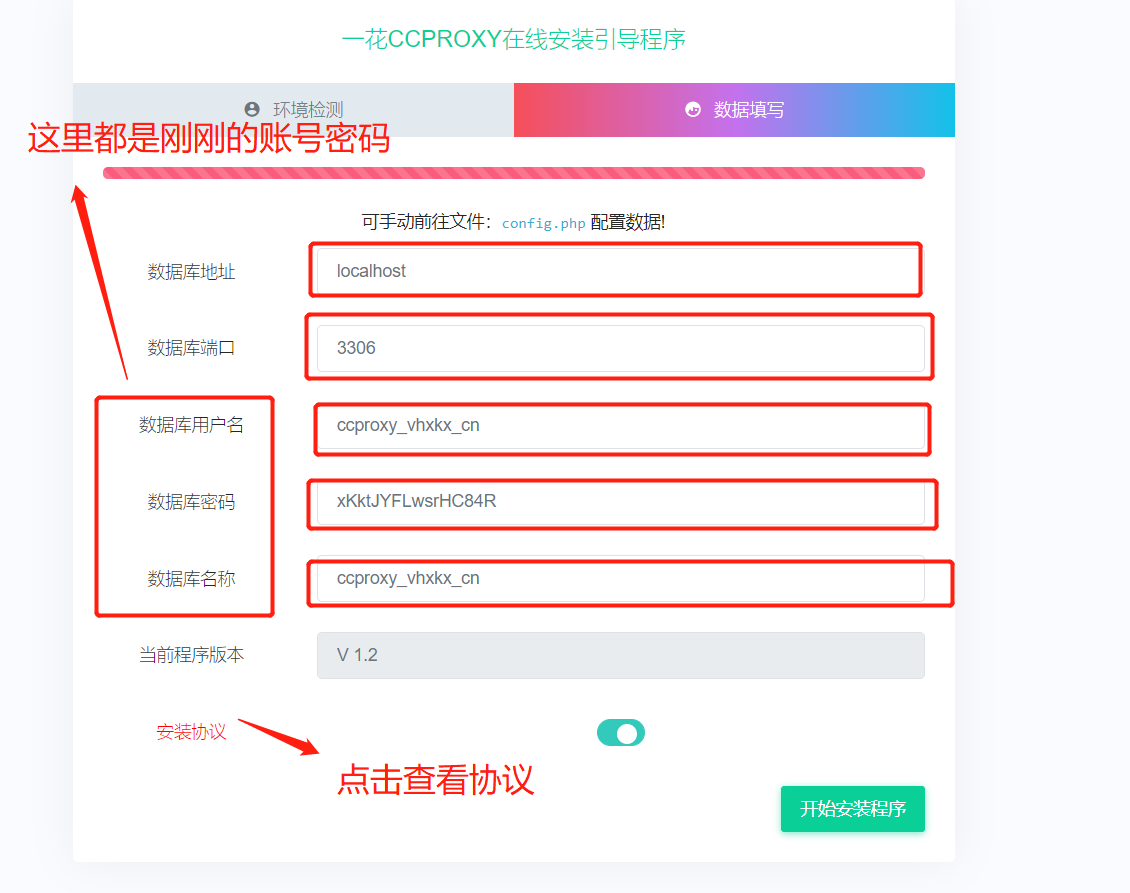 一花CCPROXY在线安装引导程序
环境检测
数据填写
这里都是刚刚的账号密码
可手动前往文件：config.php 配置数据!
数据库地址
localhost
数据库端口
3306
数据库用户名
ccproxy_vhxkx_cn
数据库密码
xKktJYFLwsrHC84R
数据库名称
ccproxy_vhxkx_cn
当前程序版本
V 1.2
安装协议
点击查看协议
开始安装程序